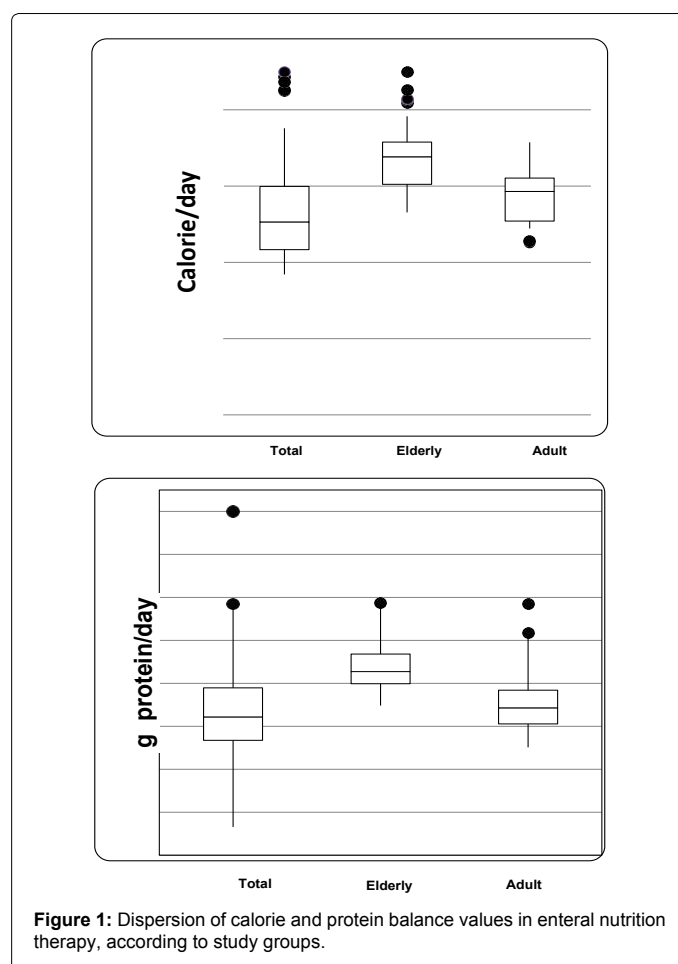 Calorie/day
Total Elderly Adult
g protein/day
Total Elderly Adult
Figure 1: Dispersion of calorie and protein balance values in enteral nutrition
therapy, according to study groups.